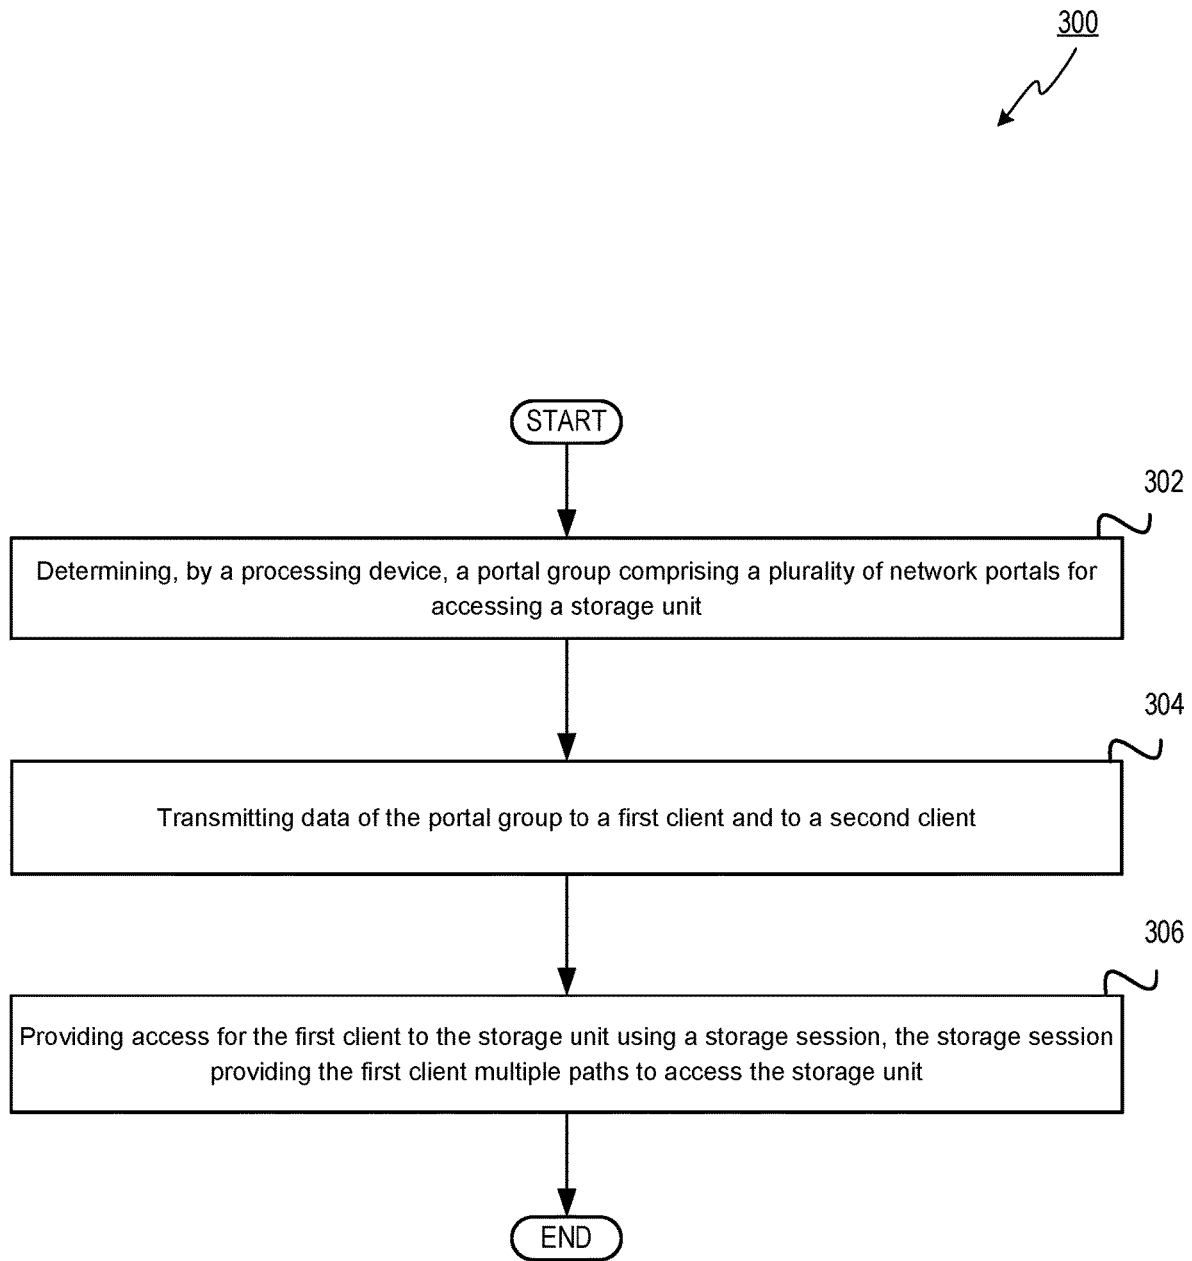 300
START
302
Determining, by a processing device, a portal group comprising a plurality of network portals for
accessing a storage unit
304
Transmitting data of the portal group to a first client and to a second client
306
Providing access for the first client to the storage unit using a storage session, the storage session
providing the first client multiple paths to access the storage unit
END